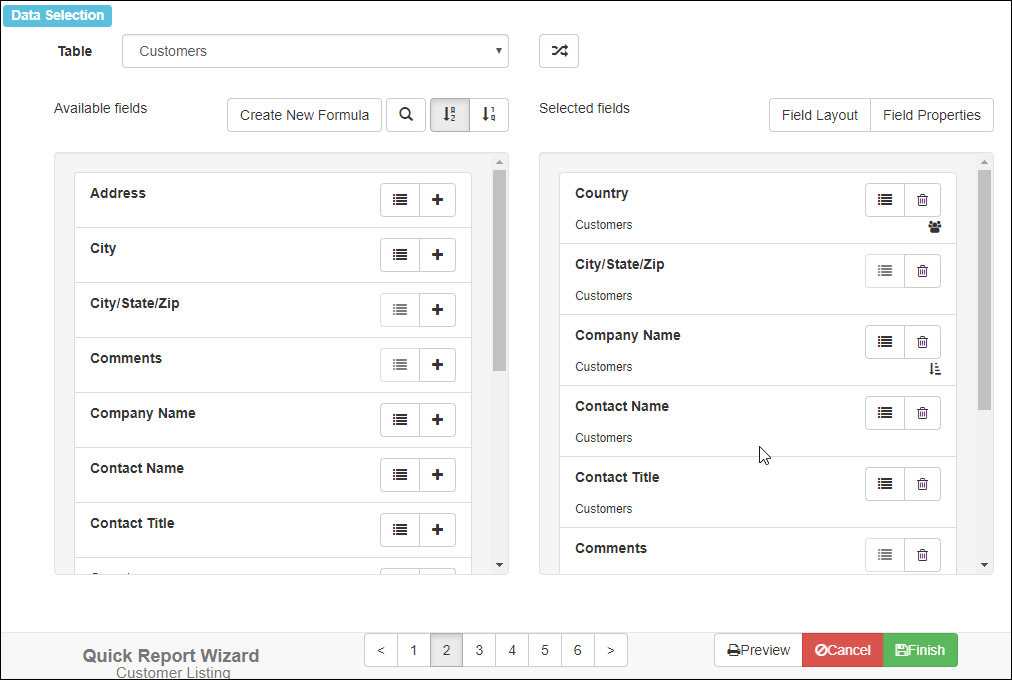 Data Selection
Table
Customers
Available fields
Create New Formula
Selected fields
Field Layout
Field Properties
Address
City
City/State/Zip
Comments
Company Name
Contact Name
Contact Title
Country
Customers
City/State/Zip
Customers
Company Name
Customers
Contact Name
Customers
Contact Title
Customers
Comments
Quick Report Wizard
Customer Listing
< 1 2 3 4 5 6 >
Preview
Cancel
Finish